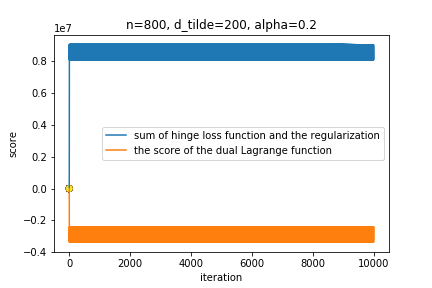 n=800, d_tilde=200, alpha=0.2
1e7
0.8
0.6
0.4
0.2
0.0
−0.2
−0.4
score
sum of hinge loss function and the regularization
the score of the dual Lagrange function
0
2000
4000
6000
8000
10000
iteration